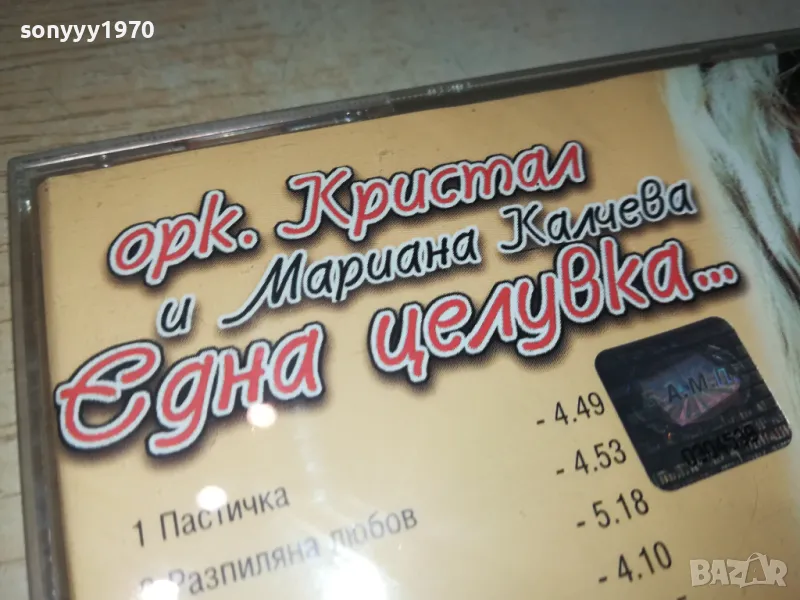 sonyyy1970
орк. Кристал
и Мариана Калчева
Една целувка...
А.М.П
1 Пастичка - 4.49
Разпиляна любов - 4.53
- 5.18
- 4.10
BAZAR